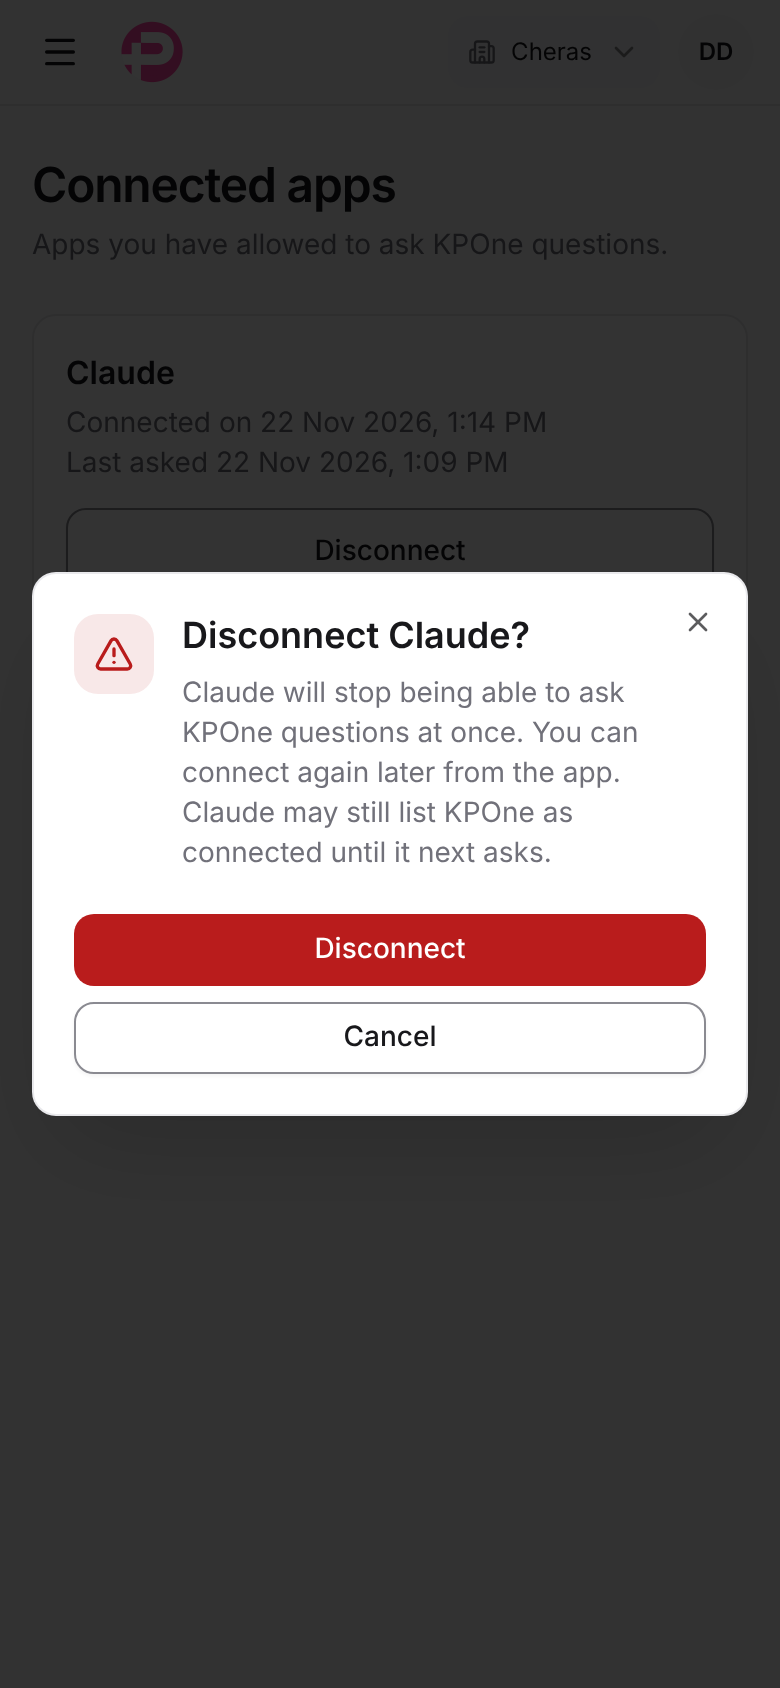 Cheras
DD
Connected apps
Apps you have allowed to ask KPOne questions.
Claude
Connected on 22 Nov 2026, 1:14 PM
Last asked 22 Nov 2026, 1:09 PM
Disconnect
Disconnect Claude?
Claude will stop being able to ask
KPOne questions at once. You can
connect again later from the app.
Claude may still list KPOne as
connected until it next asks.
Disconnect
Cancel